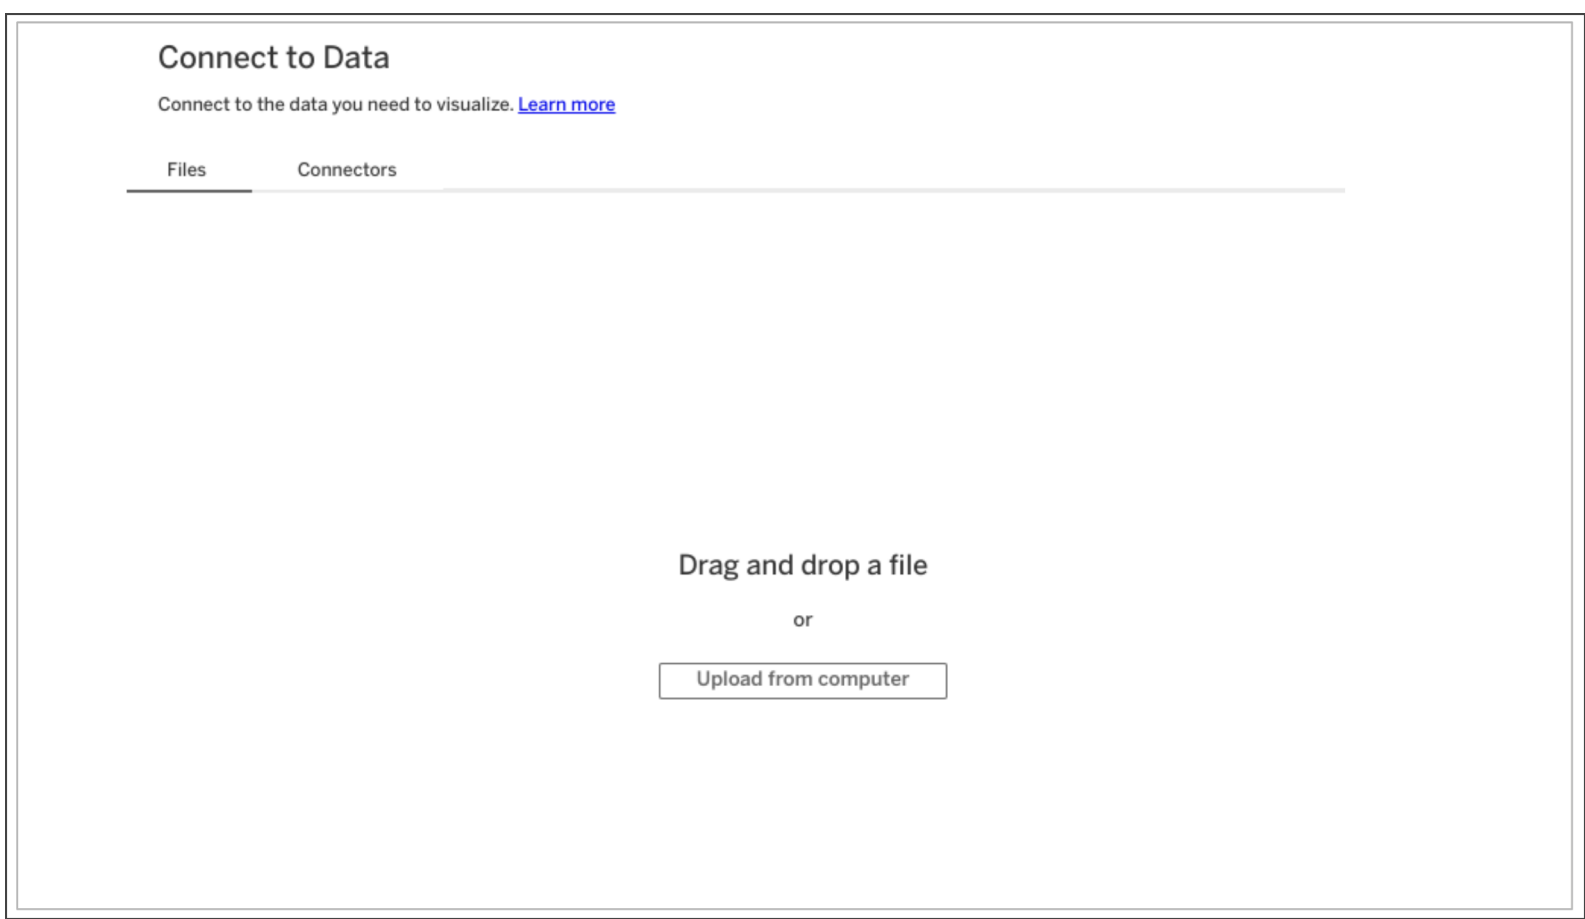 Connect to Data
Connect to the data you need to visualize. Learn more
Files Connectors
Drag and drop a file
or
Upload from computer